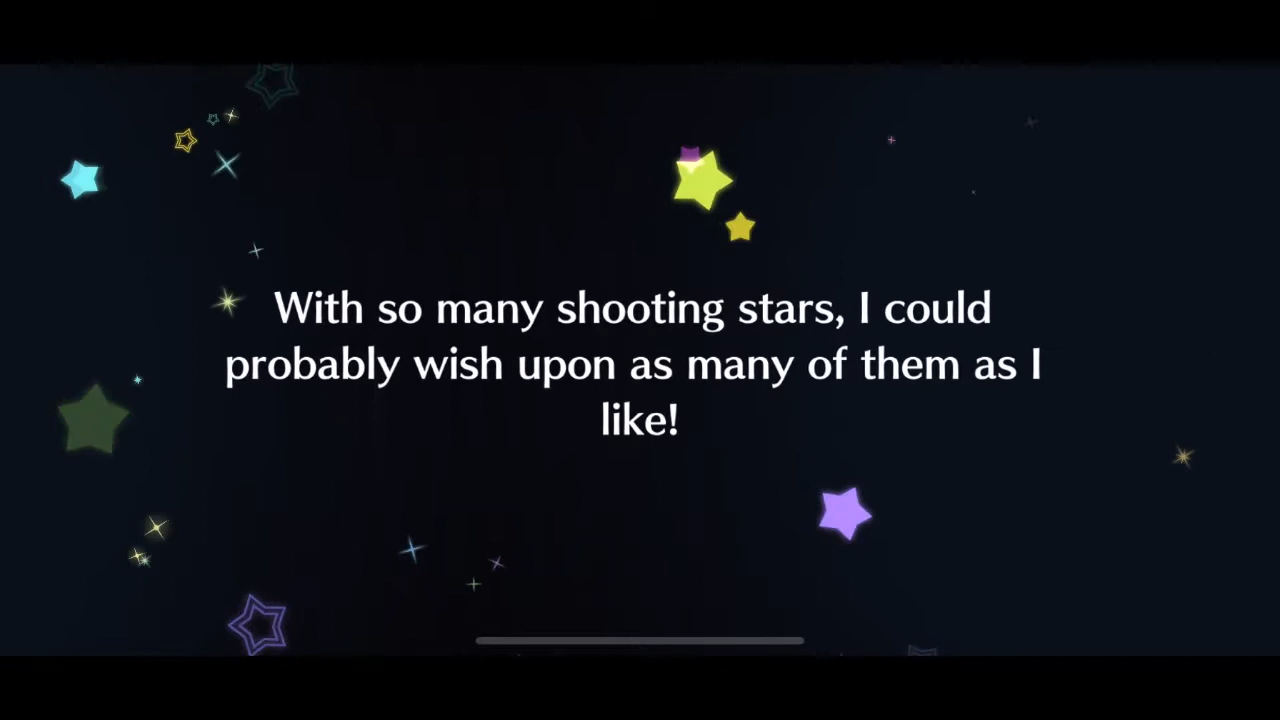 With so many shooting stars, I could
probably wish upon as many of them as I
like!